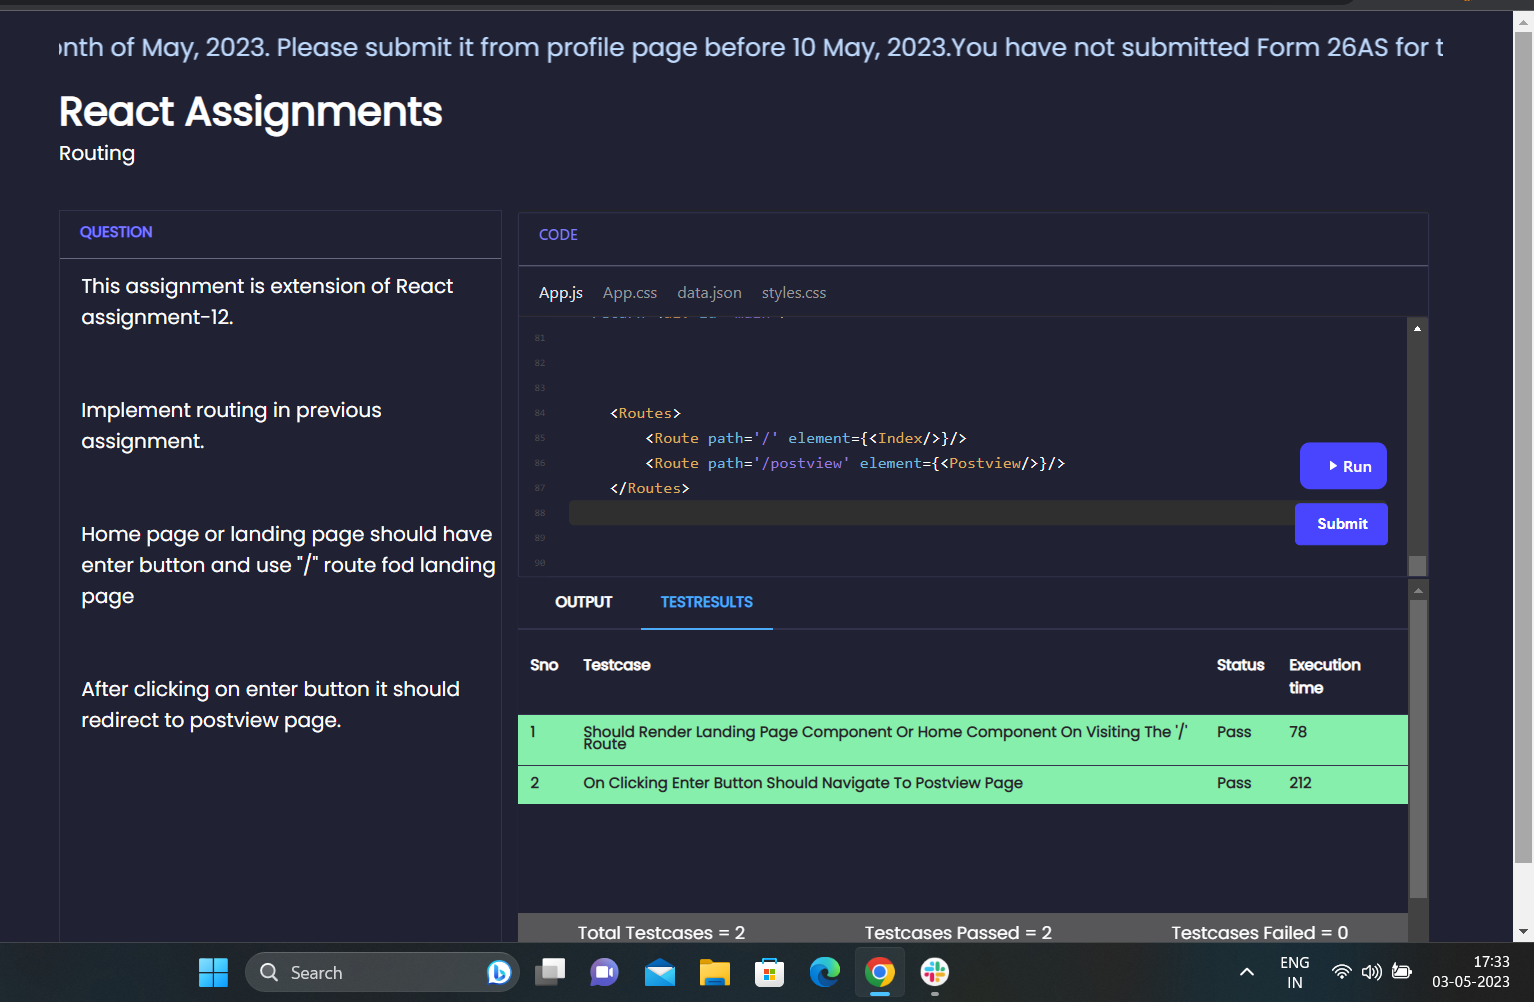 onth of May, 2023. Please submit it from profile page before 10 May, 2023.You have not submitted Form 26AS for t
React Assignments
Routing
QUESTION
This assignment is extension of React
assignment-12.
Implement routing in previous
assignment.
Home page or landing page should have
enter button and use "/" route fod landing
page
After clicking on enter button it should
redirect to postview page.
CODE
App.js App.css data.json styles.css
81
82
83
84 <Routes>
85 <Route path='/' element={<Index/>}/>
86 <Route path='/postview' element={<Postview/>}/>
87 </Routes>
88
89
90
Run
Submit
OUTPUT TESTRESULTS
Sno Testcase Status Execution
time
1 Should Render Landing Page Component Or Home Component On Visiting The '/'
Route Pass 78
2 On Clicking Enter Button Should Navigate To Postview Page Pass 212
Total Testcases = 2 Testcases Passed = 2 Testcases Failed = 0
Search
ENG
IN
17:33
03-05-2023